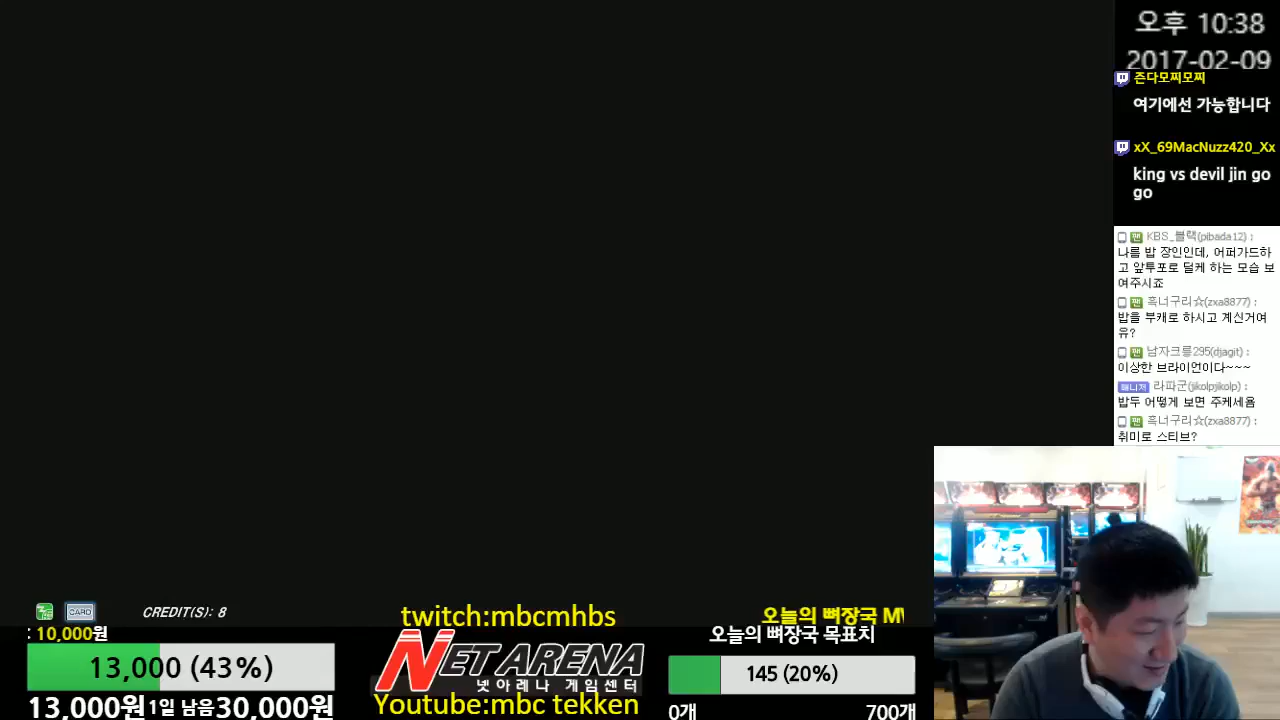 오후 10:38
2017-02-09
즌다모찌모찌
여기에선 가능합니다
xX_69MacNuzz420_Xx
king vs devil jin go
go
KBS_블랙(pibada12) :
나름 밥 장인인데, 어퍼가드하
고 앞투포로 딜케 하는 모습 보
여주시죠
흑너구리☆(zxa8877) :
밥을 부캐로 하시고 계신거여
유?
남자크롱295(djagit) :
이상한 브라이언이다~~~
매니저 라파군(jikolpjikolp) :
밥두 어떻게 보면 주케세욤
흑너구리☆(zxa8877) :
취미로 스티브?
CARD
CREDIT(S): 8
: 10,000원
13,000 (43%)
13,000원 1일 남음 30,000원
twitch:mbcmhbs
NET ARENA
넷아레나 게임센터
Youtube:mbc tekken
오늘의 뼈장국 M
오늘의 뼈장국 목표치
145 (20%)
0개 700개